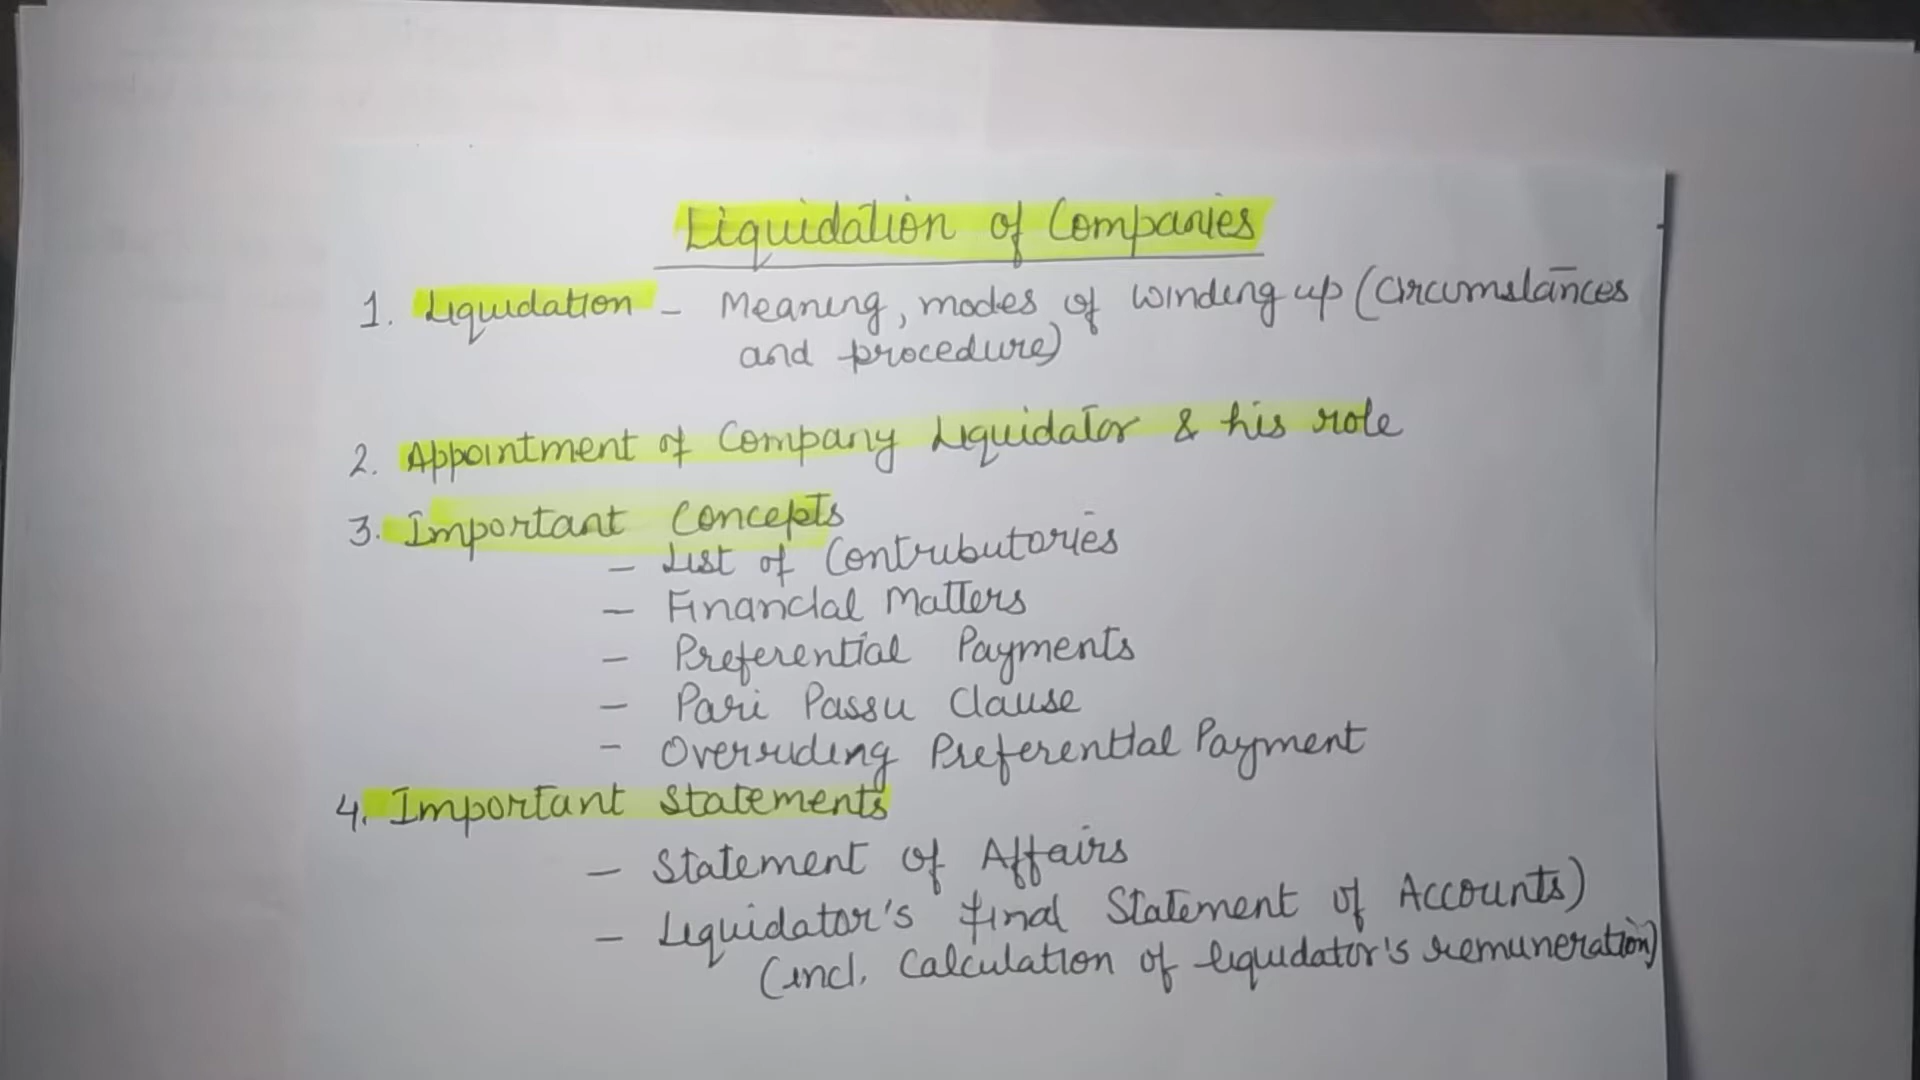 Liquidation of Companies
1. Liquidation - Meaning, modes of winding up (circumstances
and procedure)
2. Appointment of Company Liquidator & his role
3. Important Concepts
- List of Contributories
- Financial Matters
- Preferential Payments
- Pari Passu Clause
- Overriding Preferential Payment
4. Important Statements
- Statement of Affairs
- Liquidator's final Statement of Accounts)
(incl. Calculation of liquidator's remuneration)